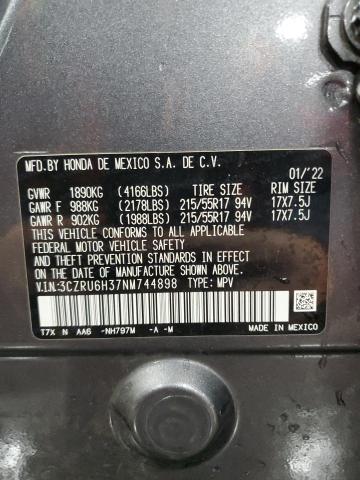 MFD.BY HONDA DE MEXICO S.A. DE C.V.
01/'22
GVWR 1890KG (4166LBS) TIRE SIZE RIM SIZE
GAWR F 988KG (2178LBS) 215/55R17 94V 17X7.5J
GAWR R 902KG (1988LBS) 215/55R17 94V 17X7.5J
THIS VEHICLE CONFORMS TO ALL APPLICABLE
FEDERAL MOTOR VEHICLE SAFETY, BUMPER, AND
THEFT PREVENTION STANDARDS IN EFFECT ON
THE DATE OF MANUFACTURE SHOWN ABOVE.
V.I.N:3CZRU6H37NM744898 TYPE: MPV
T7X N AA6 -NH797M -A -M